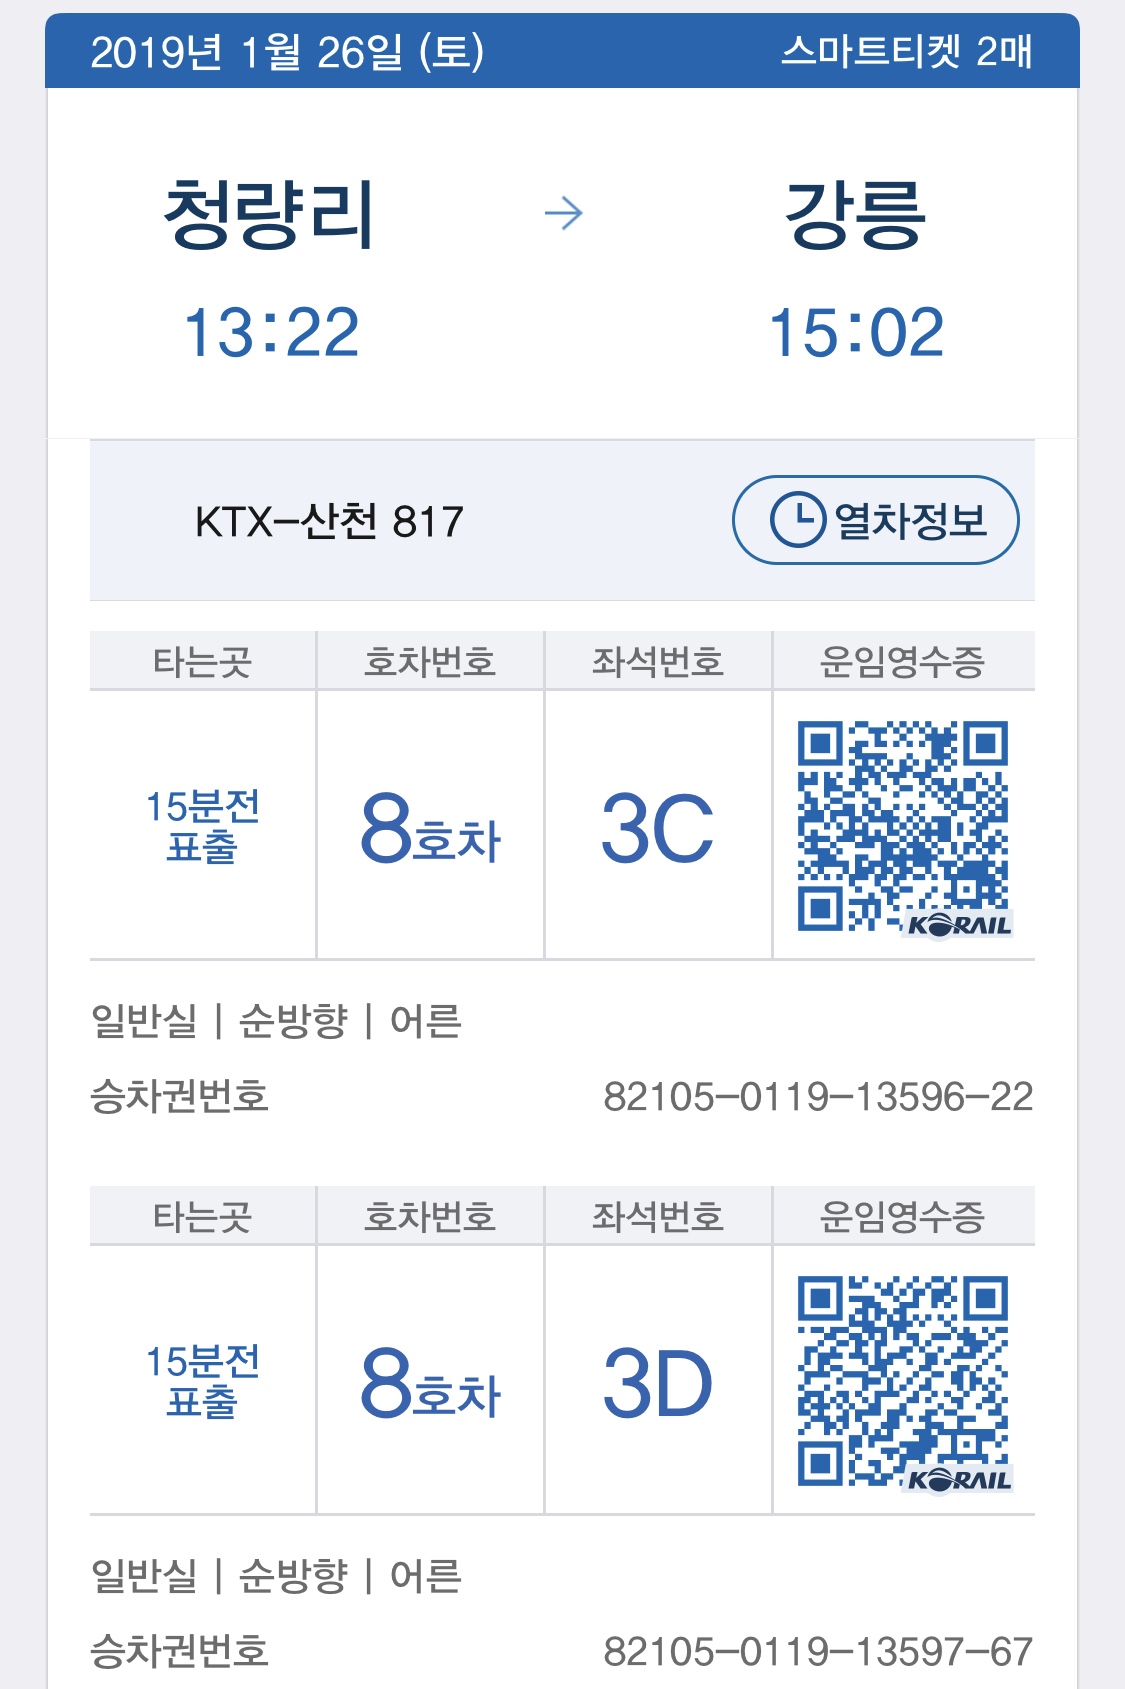 2019년 1월 26일 (토) 스마트티켓 2매
청량리 → 강릉
13:22 15:02
KTX-산천 817 열차정보
타는곳 호차번호 좌석번호 운임영수증
15분전
표출
8호차 3C
KORAIL
일반실 | 순방향 | 어른
승차권번호 82105-0119-13596-22
타는곳 호차번호 좌석번호 운임영수증
15분전
표출
8호차 3D
KORAIL
일반실 | 순방향 | 어른
승차권번호 82105-0119-13597-67